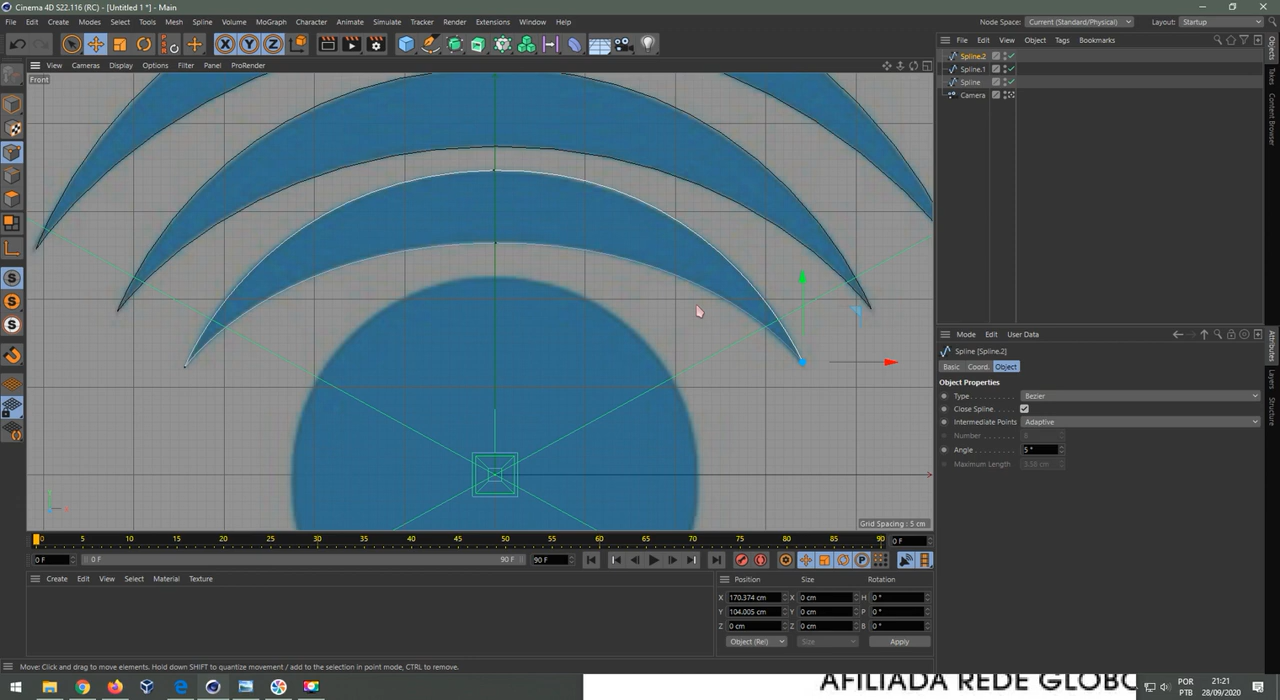 Cinema 4D S22.116 (RC) - [Untitled 1 *] - Main
File Create Modes Select Tools Mesh Spline Volume MoGraph Character Animate Simulate Tracker Render Extensions Window Help
Node Space: Current (Standard/Physical) Layout: Startup
X Y Z
File Edit View Object Tags Bookmarks
View Cameras Display Options Filter Panel ProRender
Front
Spline.2
Spline.1
Spline
Camera
Objects
Takes
Content Browser
Mode Edit User Data
Spline [Spline.2]
Basic Coord. Object
Object Properties
Type Bezier
Close Spline
Intermediate Points Adaptive
Number 8
Angle 5 °
Maximum Length 3.58 cm
Attributes
Layers
Structure
Grid Spacing : 5 cm
0 5 10 15 20 25 30 35 40 45 50 55 60 65 70 75 80 85 90 0 F
0 F 0 F 90 F 90 F
Create Edit View Select Material Texture
Position Size Rotation
X 170.374 cm X 0 cm H 0 °
Y 104.005 cm Y 0 cm P 0 °
Z 0 cm Z 0 cm B 0 °
Object (Rel) Size Apply
Move: Click and drag to move elements. Hold down SHIFT to quantize movement / add to the selection in point mode, CTRL to remove.
AFILIADA REDE GLOBO
POR
PTB
21:21
28/09/2020